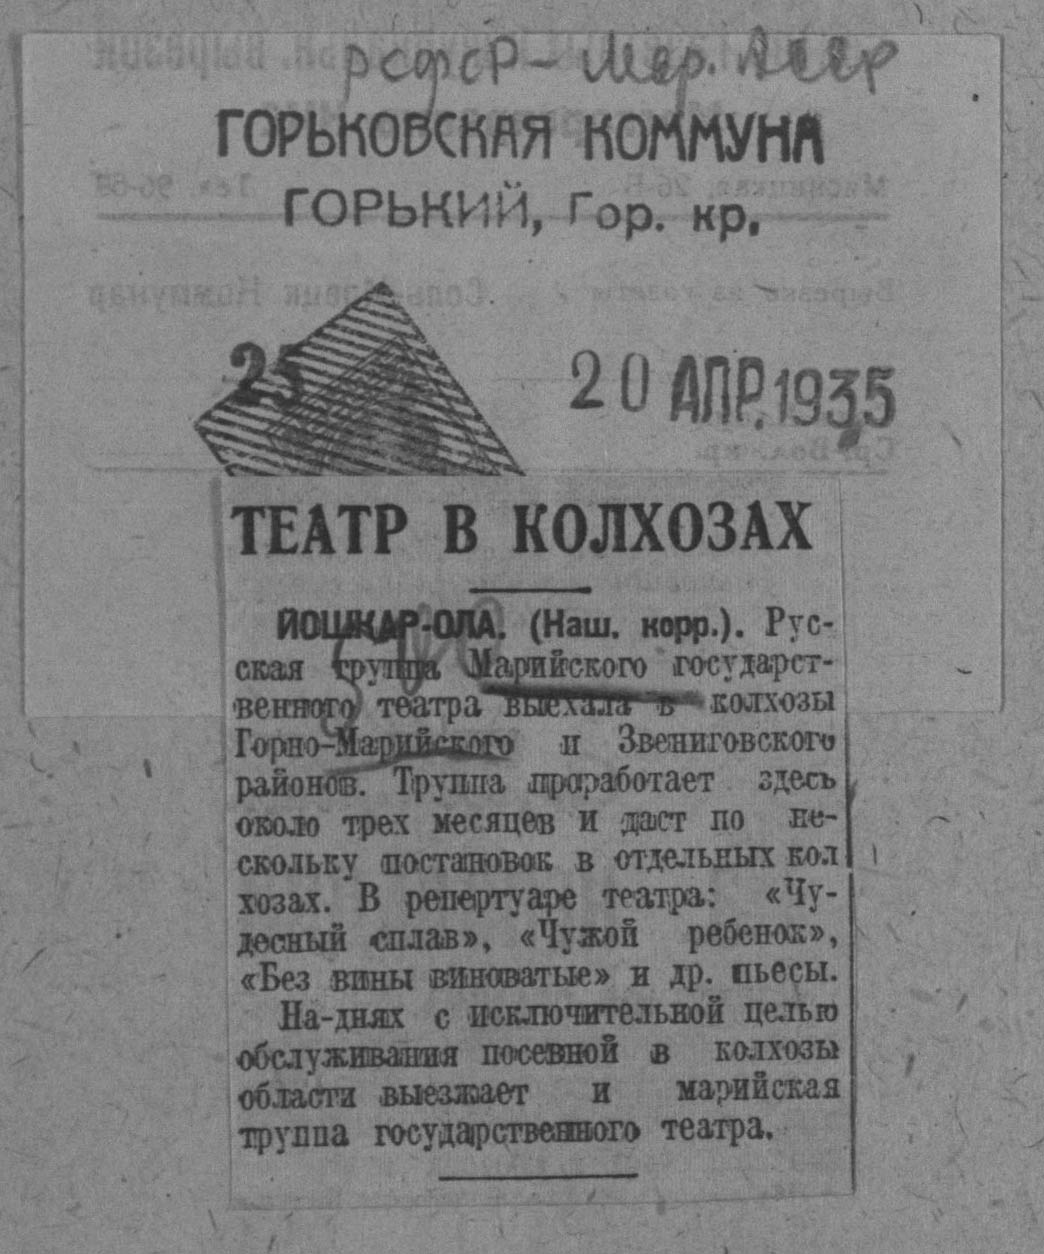 РСФСР – Мар. АССР
ГОРЬКОВСКАЯ КОММУНА
ГОРЬКИЙ, Гор. кр.
25
20 АПР. 1935
ТЕАТР В КОЛХОЗАХ
ЙОШКАР-ОЛА. (Наш. корр.). Рус-
ская труппа Марийского государст-
венного театра выехала в колхозы
Горно-Марийского и Звениговского
районов. Труппа проработает здесь
около трех месяцев и даст по не-
скольку постановок в отдельных кол
хозах. В репертуаре театра: «Чу-
десный сплав», «Чужой ребенок»,
«Без вины виноватые» и др. пьесы.
На-днях с исключительной целью
обслуживания посевной в колхозы
области выезжает и марийская
труппа государственного театра.